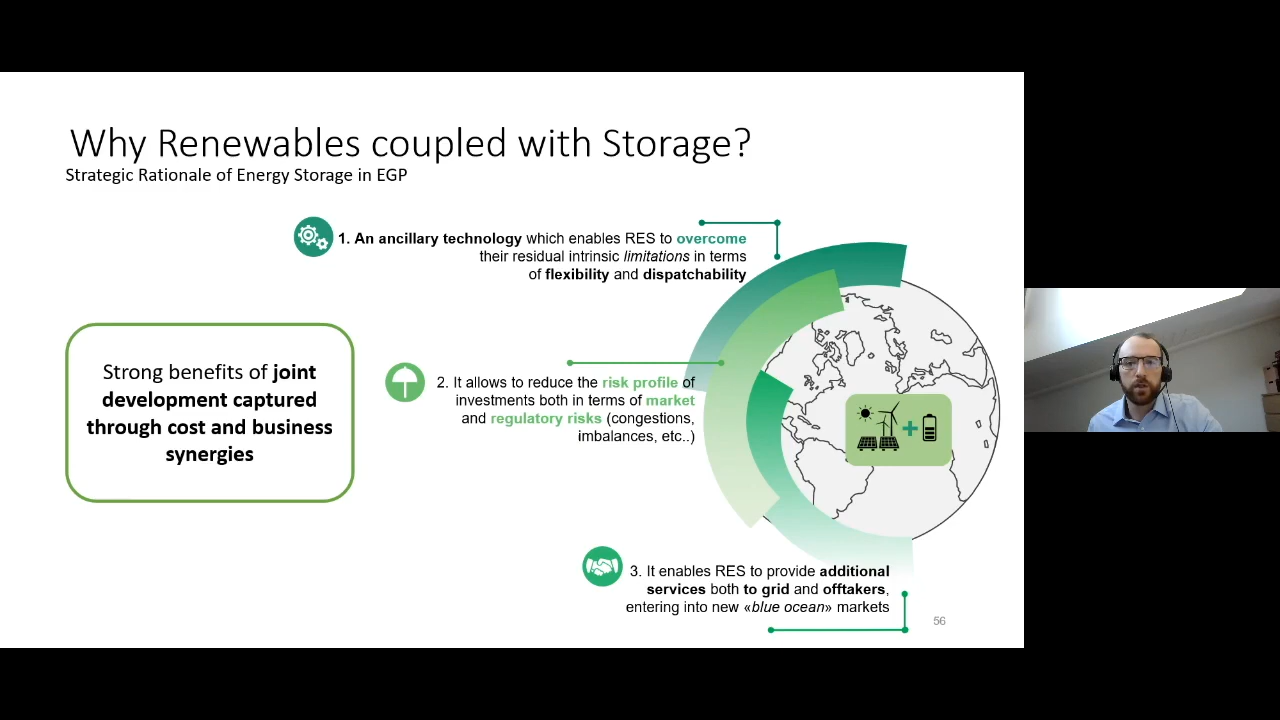 Why Renewables coupled with Storage?
Strategic Rationale of Energy Storage in EGP
1. An ancillary technology which enables RES to overcome
their residual intrinsic limitations in terms
of flexibility and dispatchability
Strong benefits of joint
development captured
through cost and business
synergies
2. It allows to reduce the risk profile of
investments both in terms of market
and regulatory risks (congestions,
imbalances, etc..)
3. It enables RES to provide additional
services both to grid and offtakers,
entering into new «blue ocean» markets
56